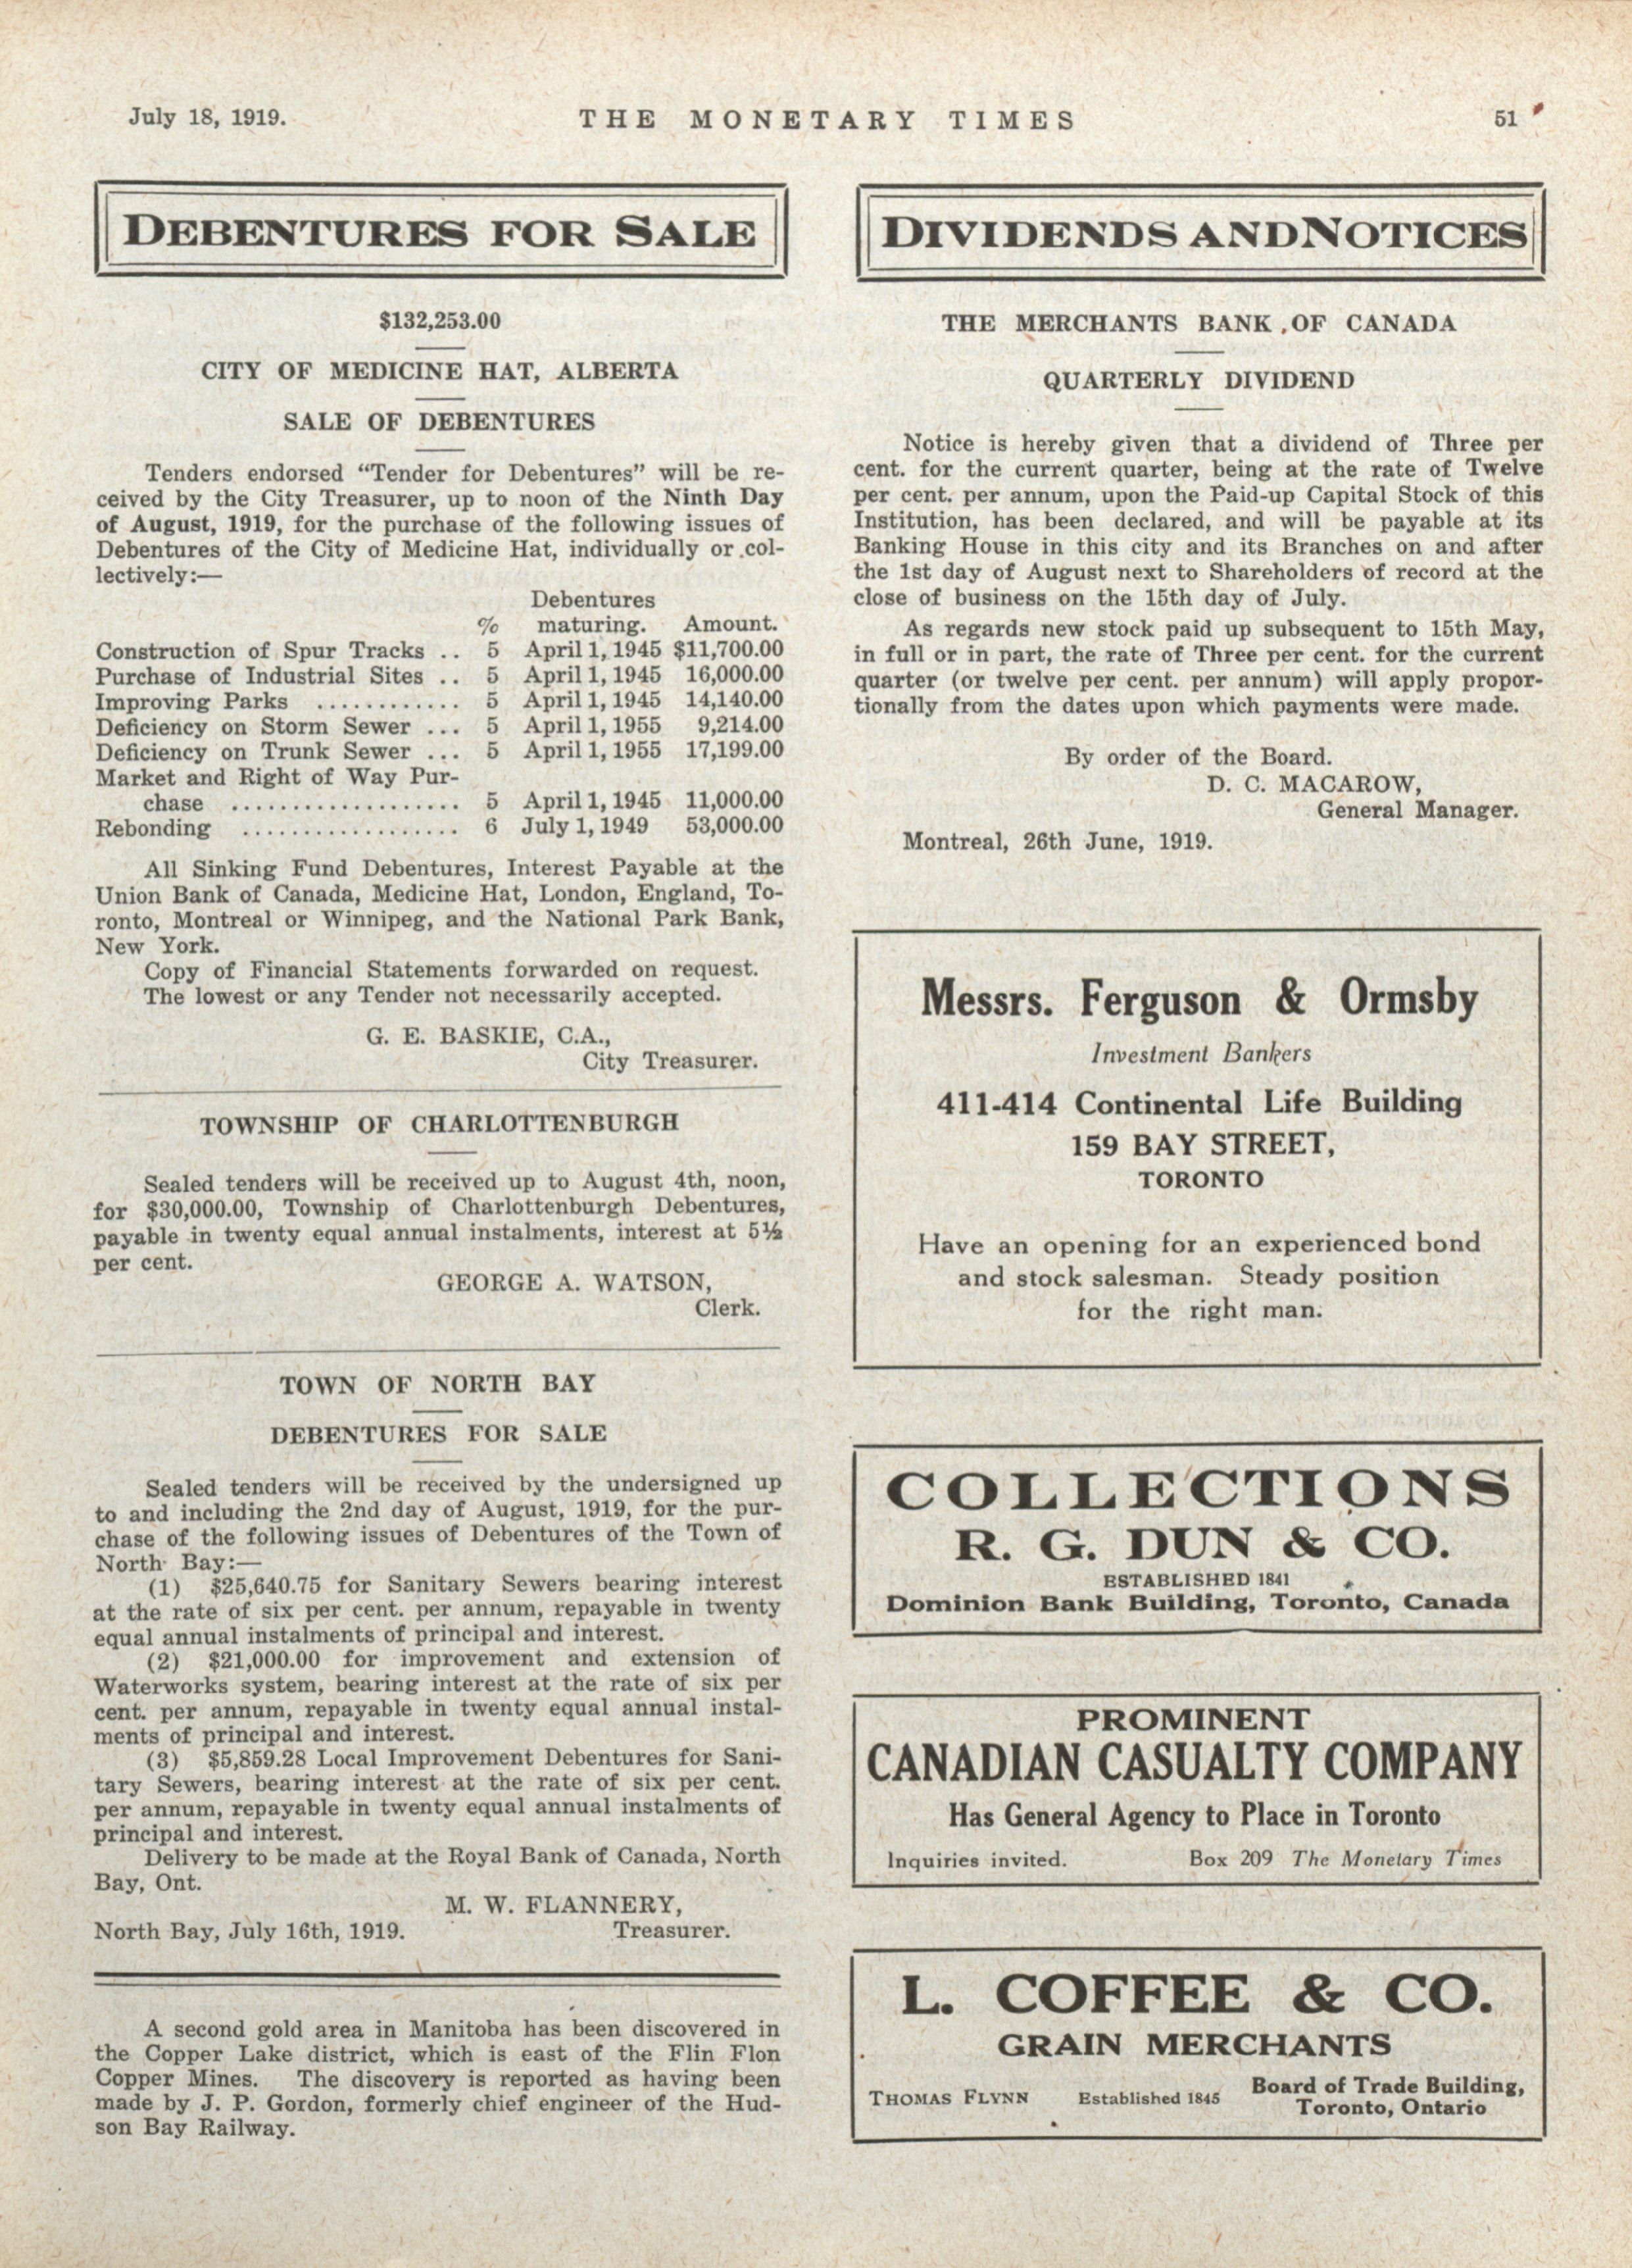 July 18, 1919.
THE MONETARY TIMES
51
DEBENTURES FOR SALE
$132,253.00
CITY OF MEDICINE HAT, ALBERTA
SALE OF DEBENTURES
Tenders endorsed “Tender for Debentures” will be re-
ceived by the City Treasurer, up to noon of the Ninth Day
of August, 1919, for the purchase of the following issues of
Debentures of the City of Medicine Hat, individually or col-
lectively:—
Debentures
% maturing. Amount.
Construction of Spur Tracks .. 5 April 1, 1945 $11,700.00
Purchase of Industrial Sites .. 5 April 1, 1945 16,000.00
Improving Parks ............ 5 April 1, 1945 14,140.00
Deficiency on Storm Sewer ... 5 April 1, 1955 9,214.00
Deficiency on Trunk Sewer ... 5 April 1, 1955 17,199.00
Market and Right of Way Pur-
chase ................... 5 April 1, 1945 11,000.00
Rebonding .................. 6 July 1, 1949 53,000.00
All Sinking Fund Debentures, Interest Payable at the
Union Bank of Canada, Medicine Hat, London, England, To-
ronto, Montreal or Winnipeg, and the National Park Bank,
New York.
Copy of Financial Statements forwarded on request.
The lowest or any Tender not necessarily accepted.
G. E. BASKIE, C.A.,
City Treasurer.
TOWNSHIP OF CHARLOTTENBURGH
Sealed tenders will be received up to August 4th, noon,
for $30,000.00, Township of Charlottenburgh Debentures,
payable in twenty equal annual instalments, interest at 5½
per cent.
GEORGE A. WATSON,
Clerk.
TOWN OF NORTH BAY
DEBENTURES FOR SALE
Sealed tenders will be received by the undersigned up
to and including the 2nd day of August, 1919, for the pur-
chase of the following issues of Debentures of the Town of
North Bay:—
(1) $25,640.75 for Sanitary Sewers bearing interest
at the rate of six per cent. per annum, repayable in twenty
equal annual instalments of principal and interest.
(2) $21,000.00 for improvement and extension of
Waterworks system, bearing interest at the rate of six per
cent. per annum, repayable in twenty equal annual instal-
ments of principal and interest.
(3) $5,859.28 Local Improvement Debentures for Sani-
tary Sewers, bearing interest at the rate of six per cent.
per annum, repayable in twenty equal annual instalments of
principal and interest.
Delivery to be made at the Royal Bank of Canada, North
Bay, Ont.
M. W. FLANNERY,
North Bay, July 16th, 1919. Treasurer.
A second gold area in Manitoba has been discovered in
the Copper Lake district, which is east of the Flin Flon
Copper Mines. The discovery is reported as having been
made by J. P. Gordon, formerly chief engineer of the Hud-
son Bay Railway.
DIVIDENDS AND NOTICES
THE MERCHANTS BANK OF CANADA
QUARTERLY DIVIDEND
Notice is hereby given that a dividend of Three per
cent. for the current quarter, being at the rate of Twelve
per cent. per annum, upon the Paid-up Capital Stock of this
Institution, has been declared, and will be payable at its
Banking House in this city and its Branches on and after
the 1st day of August next to Shareholders of record at the
close of business on the 15th day of July.
As regards new stock paid up subsequent to 15th May,
in full or in part, the rate of Three per cent. for the current
quarter (or twelve per cent. per annum) will apply propor-
tionally from the dates upon which payments were made.
By order of the Board.
D. C. MACAROW,
General Manager.
Montreal, 26th June, 1919.
Messrs. Ferguson & Ormsby
Investment Bankers
411-414 Continental Life Building
159 BAY STREET,
TORONTO
Have an opening for an experienced bond
and stock salesman. Steady position
for the right man.
COLLECTIONS
R. G. DUN & CO.
ESTABLISHED 1841
Dominion Bank Building, Toronto, Canada
PROMINENT
CANADIAN CASUALTY COMPANY
Has General Agency to Place in Toronto
Inquiries invited. Box 209 The Monetary Times
L. COFFEE & CO.
GRAIN MERCHANTS
THOMAS FLYNN Established 1845 Board of Trade Building,
Toronto, Ontario